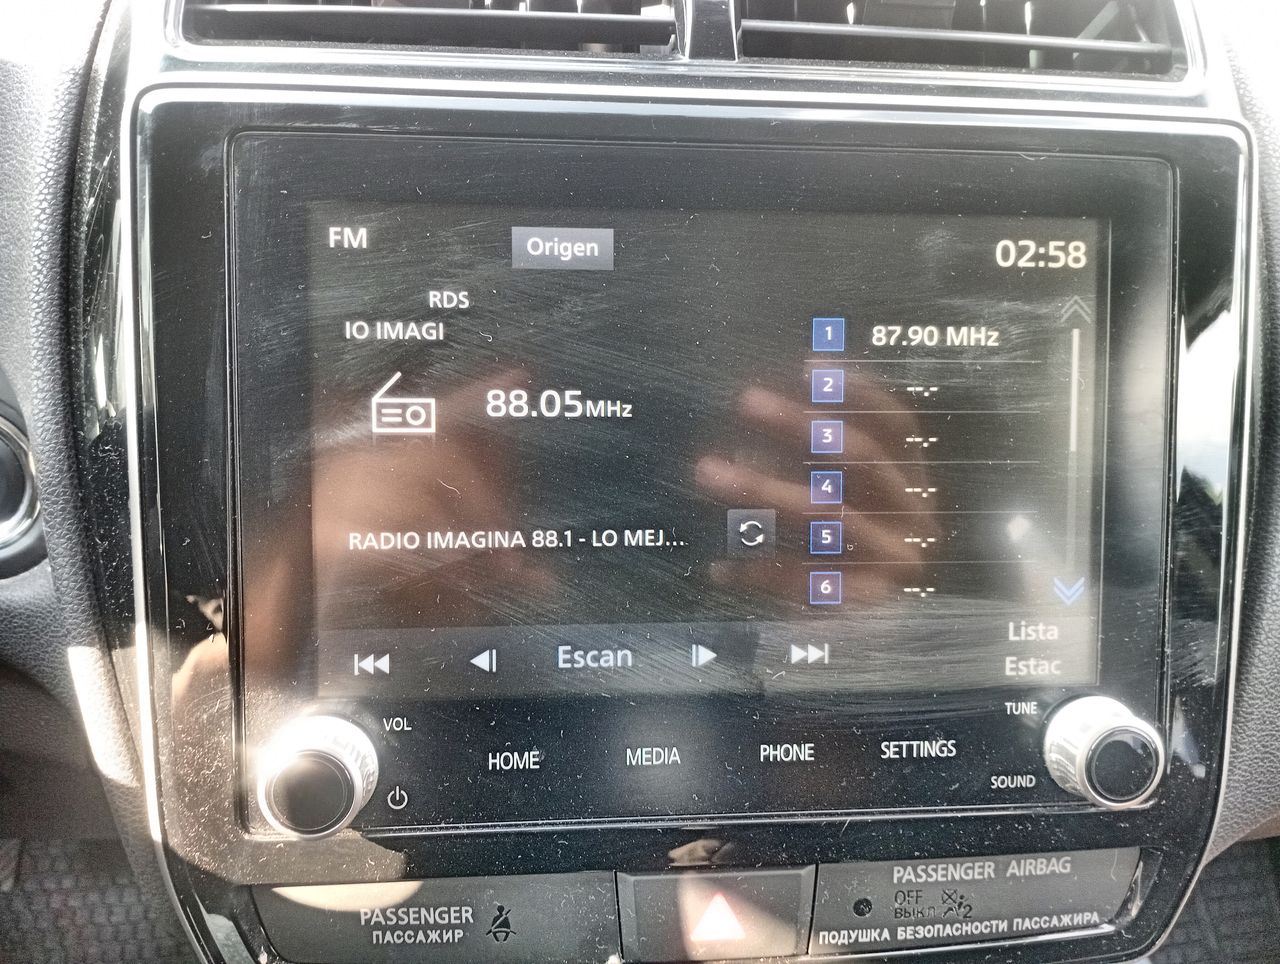 FM
Origen
02:58
RDS
IO IMAGI
88.05MHz
RADIO IMAGINA 88.1 - LO MEJ...
1 87.90 MHz
2 --.-
3 --.-
4 --.-
5 --.-
6 --.-
Escan
Lista
Estac
VOL
HOME
MEDIA
PHONE
SETTINGS
TUNE
SOUND
PASSENGER
ПАССАЖИР
PASSENGER AIRBAG
OFF
ВЫКЛ
2
ПОДУШКА БЕЗОПАСНОСТИ ПАССАЖИРА